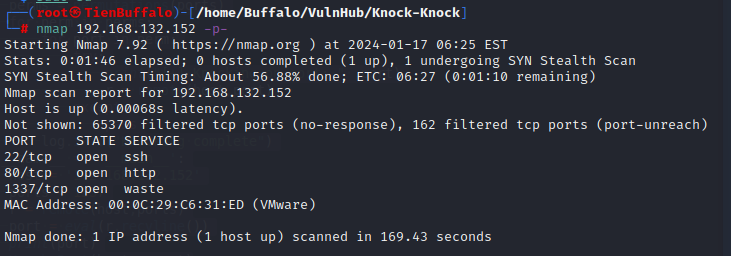 ┌──(root㉿TienBuffalo)-[/home/Buffalo/VulnHub/Knock-Knock]
└─# nmap 192.168.132.152 -p-
Starting Nmap 7.92 ( https://nmap.org ) at 2024-01-17 06:25 EST
Stats: 0:01:46 elapsed; 0 hosts completed (1 up), 1 undergoing SYN Stealth Scan
SYN Stealth Scan Timing: About 56.88% done; ETC: 06:27 (0:01:10 remaining)
Nmap scan report for 192.168.132.152
Host is up (0.00068s latency).
Not shown: 65370 filtered tcp ports (no-response), 162 filtered tcp ports (port-unreach)
PORT     STATE SERVICE
22/tcp   open  ssh
80/tcp   open  http
1337/tcp open  waste
MAC Address: 00:0C:29:C6:31:ED (VMware)
Nmap done: 1 IP address (1 host up) scanned in 169.43 seconds